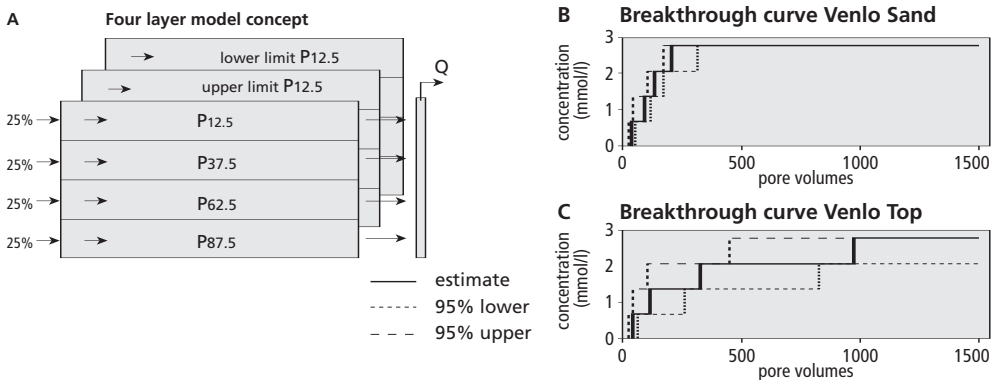 A
Four layer model concept
lower limit P12.5
upper limit P12.5
Q
25%
P12.5
25%
P37.5
25%
P62.5
25%
P87.5
estimate
95% lower
95% upper
B
Breakthrough curve Venlo Sand
concentration
(mmol/l)
3
2
1
0
0
500
1000
1500
pore volumes
C
Breakthrough curve Venlo Top
concentration
(mmol/l)
3
2
1
0
0
500
1000
1500
pore volumes